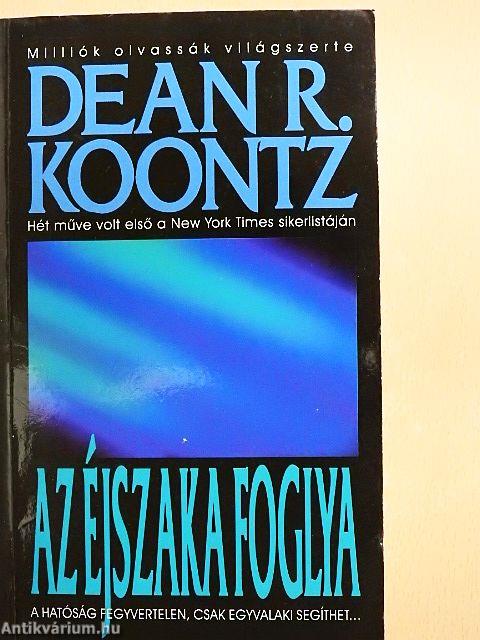 Milliók olvassák világszerte
DEAN R.
KOONTZ
Hét műve volt első a New York Times sikerlistáján
AZ ÉJSZAKA FOGLYA
A HATÓSÁG FEGYVERTELEN, CSAK EGYVALAKI SEGÍTHET...
Antikvárium.hu